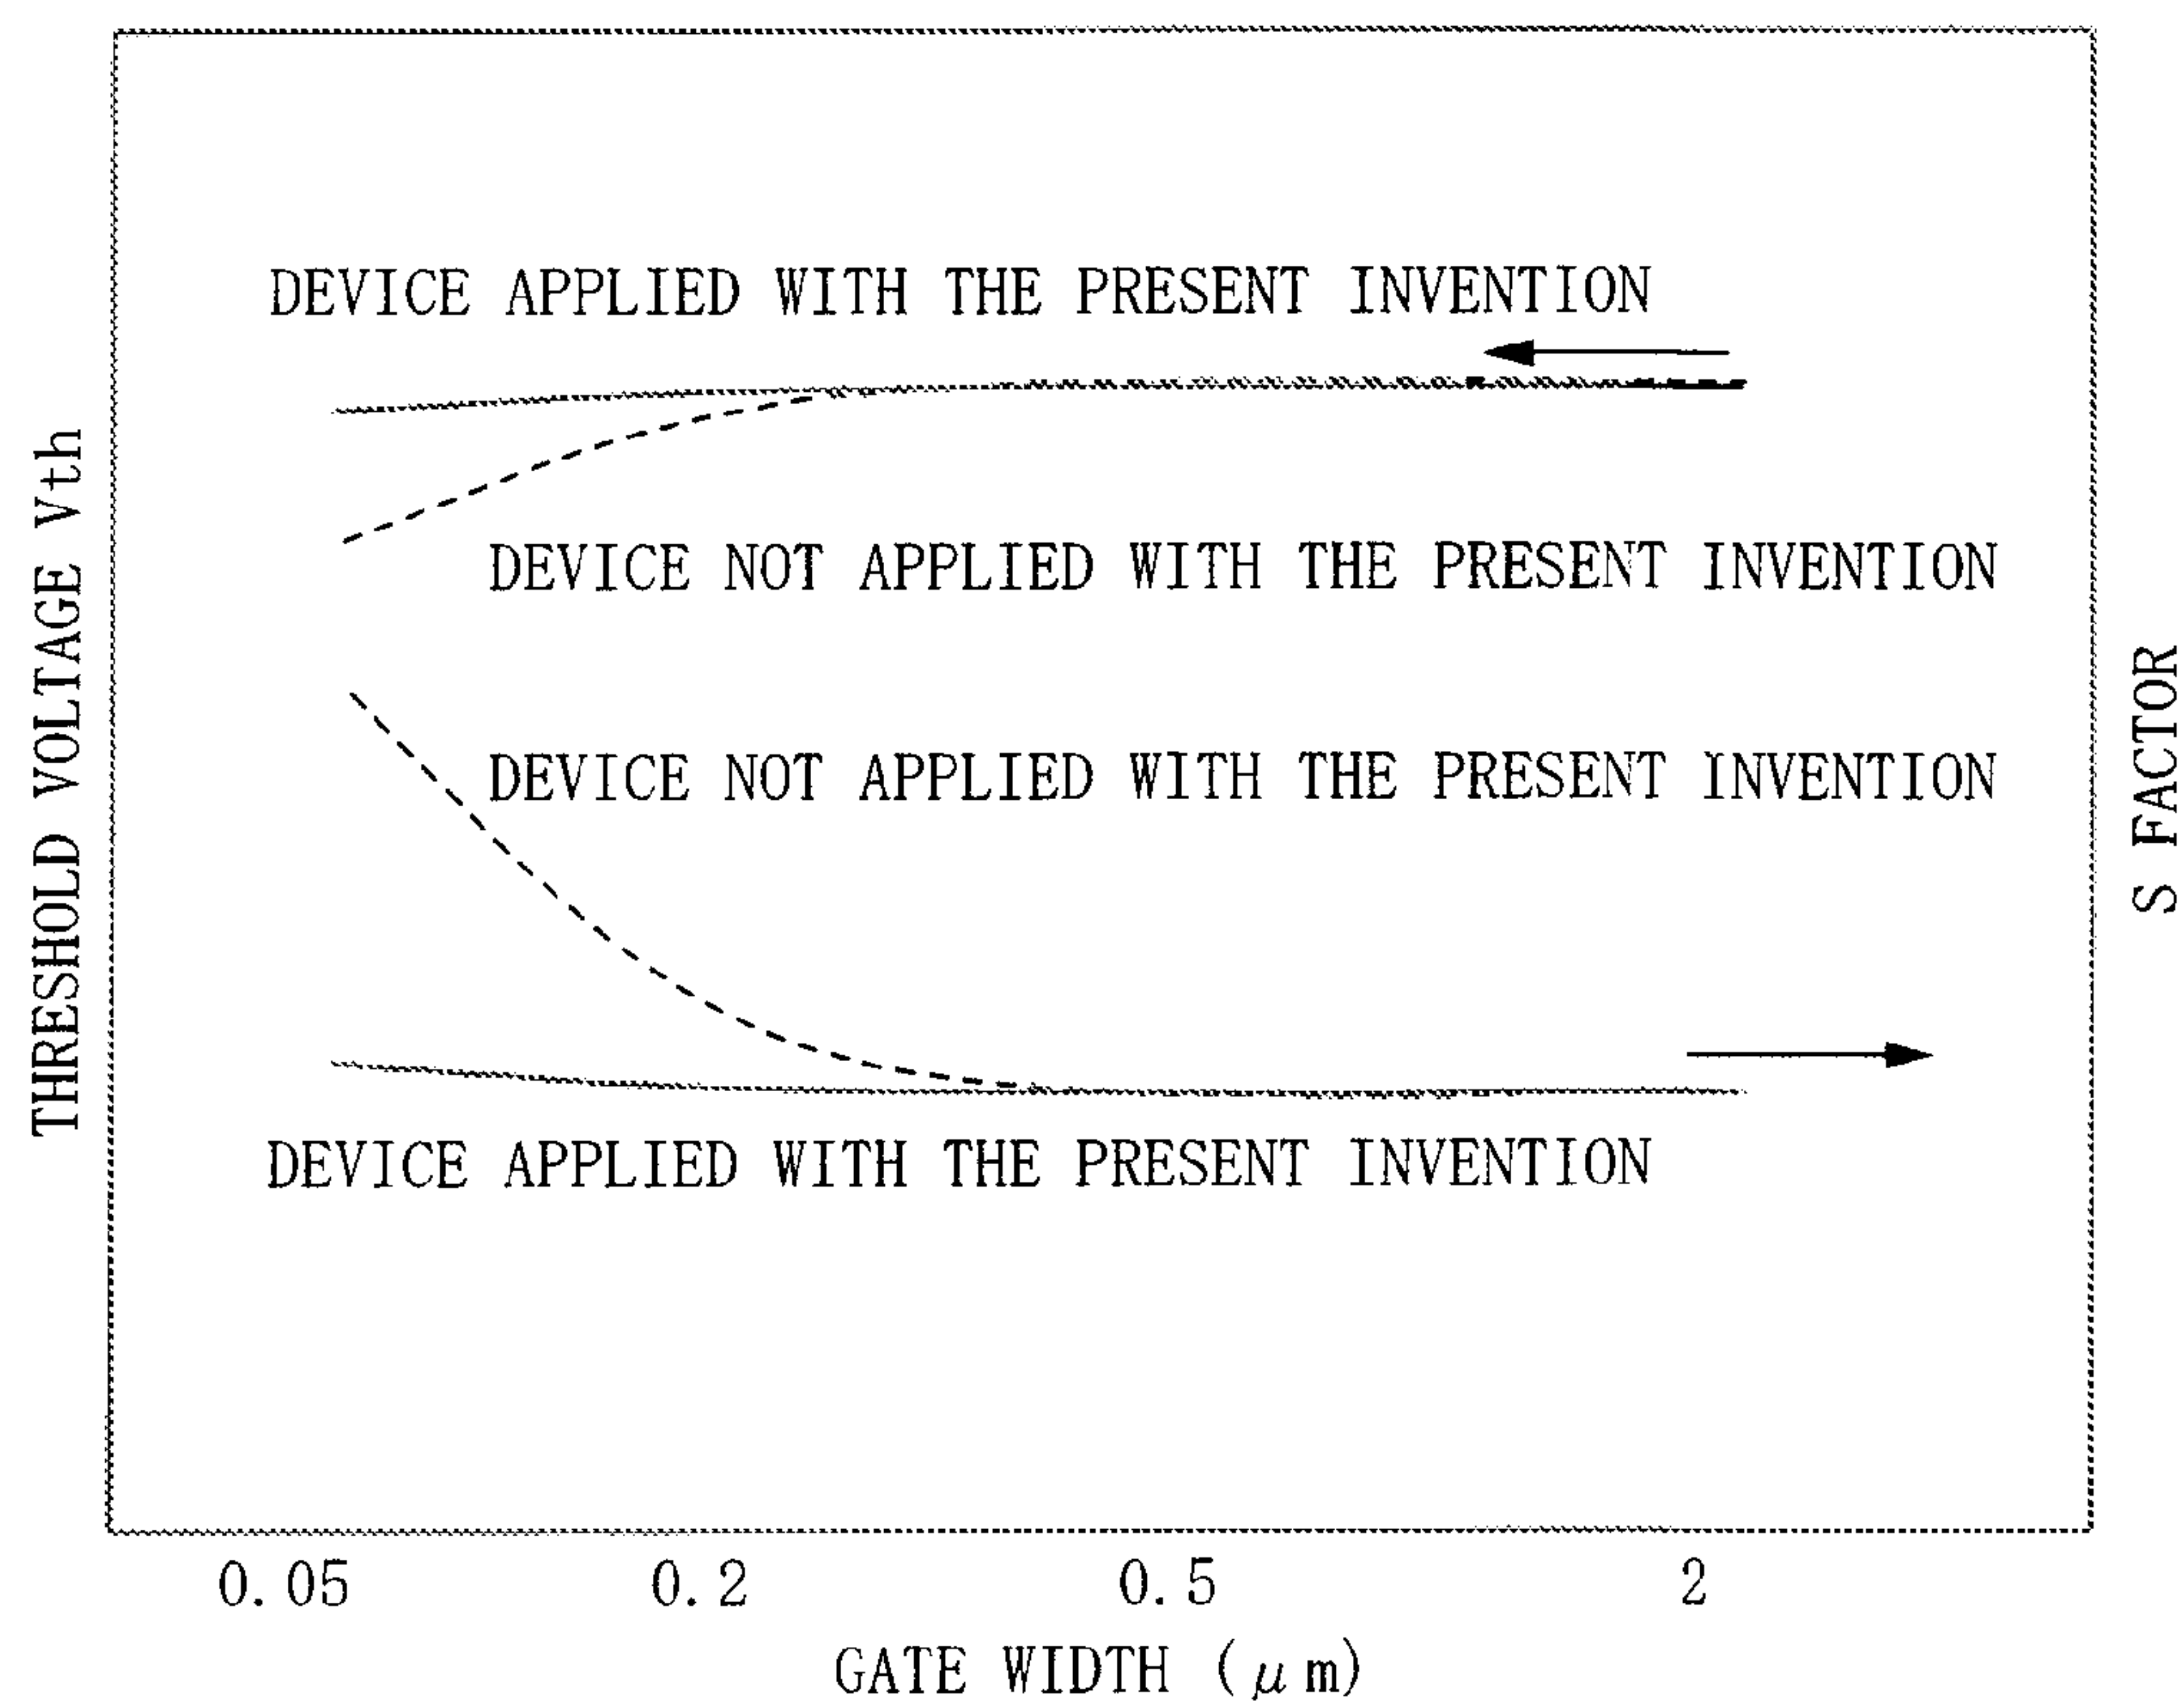 DEVICE APPLIED WITH THE PRESENT INVENTION
THRESHOLD VOLTAGE Vth
DEVICE NOT APPLIED WITH THE PRESENT INVENTION
DEVICE NOT APPLIED WITH THE PRESENT INVENTION
S FACTOR
DEVICE APPLIED WITH THE PRESENT INVENTION
0.05 0.2 0.5 2
GATE WIDTH (μm)